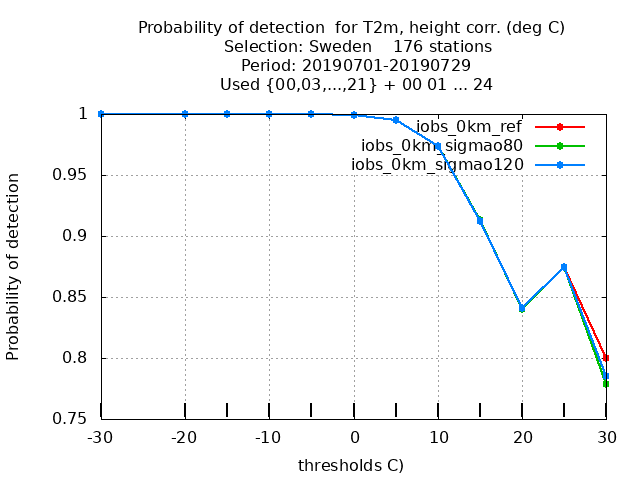 Probability of detection  for T2m, height corr. (deg C)
Selection: Sweden    176 stations
Period: 20190701-20190729
Used {00,03,...,21} + 00 01 ... 24
Probability of detection
1
0.95
0.9
0.85
0.8
0.75
iobs_0km_ref
iobs_0km_sigmao80
iobs_0km_sigmao120
-30 -20 -10 0 10 20 30
thresholds C)